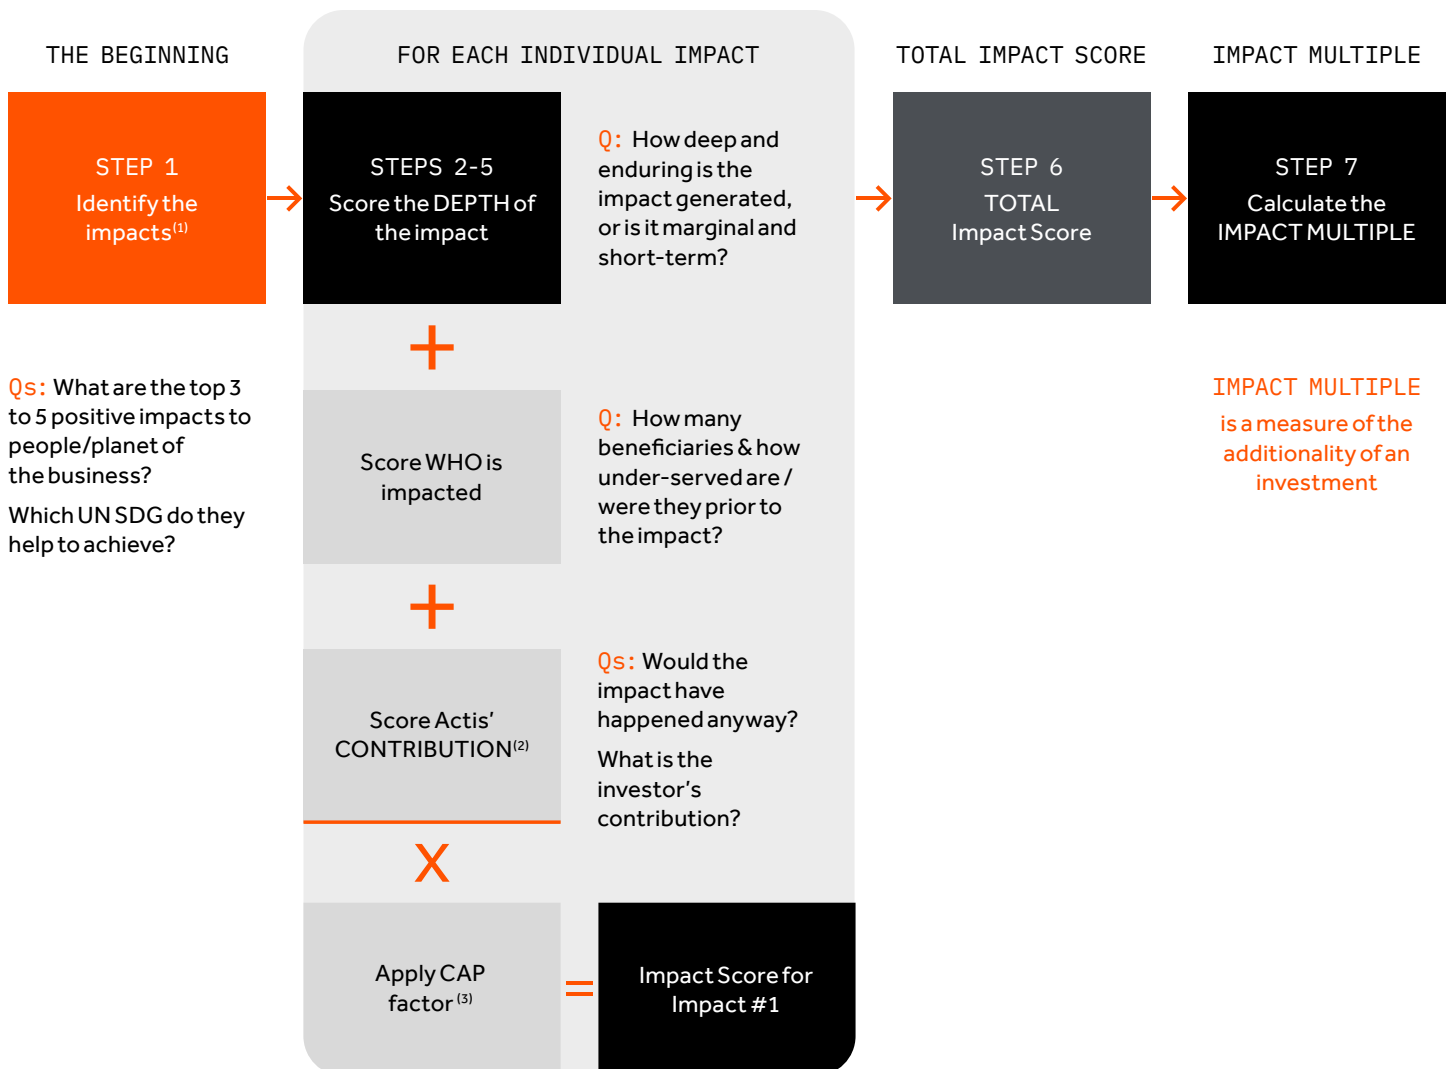 THE BEGINNING
STEP 1
Identify the
impacts(1)
Qs: What are the top 3
to 5 positive impacts to
people/planet of
the business?
Which UN SDG do they
help to achieve?
FOR EACH INDIVIDUAL IMPACT
STEPS 2-5
Score the DEPTH of
the impact
Q: How deep and
enduring is the
impact generated,
or is it marginal and
short-term?
+
Score WHO is
impacted
Q: How many
beneficiaries & how
under-served are /
were they prior to
the impact?
+
Score Actis’
CONTRIBUTION(2)
Qs: Would the
impact have
happened anyway?
What is the
investor’s
contribution?
X
Apply CAP
factor (3)
=
Impact Score for
Impact #1
TOTAL IMPACT SCORE
STEP 6
TOTAL
Impact Score
IMPACT MULTIPLE
STEP 7
Calculate the
IMPACT MULTIPLE
IMPACT MULTIPLE
is a measure of the
additionality of an
investment